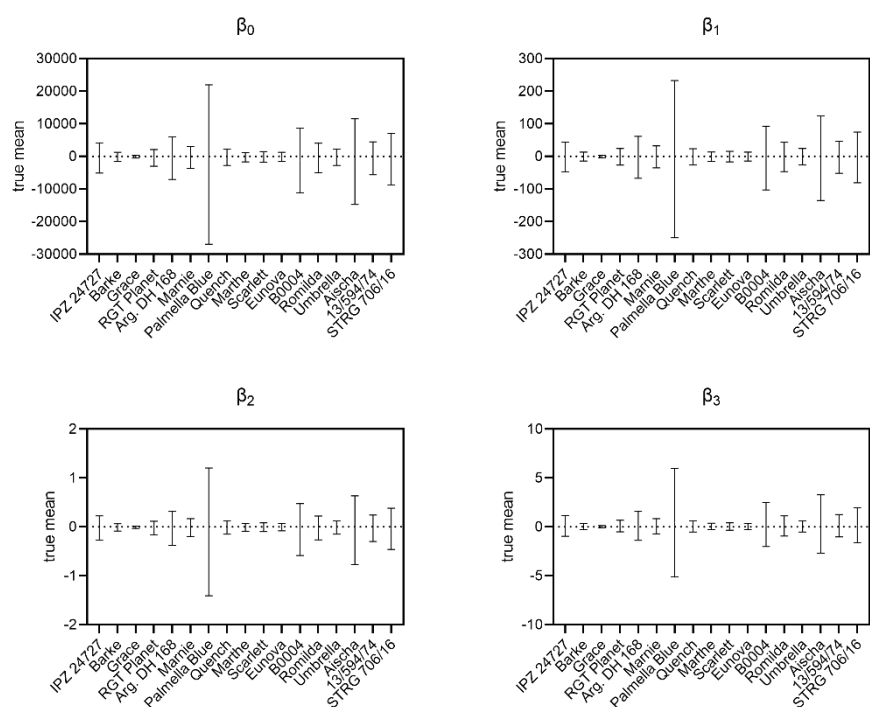 β0
true mean
30000
20000
10000
0
-10000
-20000
-30000
IPZ 24727
Barke
Grace
RGT Planet
Arg. DH 168
Marnie
Palmella Blue
Quench
Marthe
Scarlett
Eunova
B0004
Romilda
Umbrella
Aischa
13/594/74
STRG 706/16
β1
true mean
300
200
100
0
-100
-200
-300
IPZ 24727
Barke
Grace
RGT Planet
Arg. DH 168
Marnie
Palmella Blue
Quench
Marthe
Scarlett
Eunova
B0004
Romilda
Umbrella
Aischa
13/594/74
STRG 706/16
β2
true mean
2
1
0
-1
-2
IPZ 24727
Barke
Grace
RGT Planet
Arg. DH 168
Marnie
Palmella Blue
Quench
Marthe
Scarlett
Eunova
B0004
Romilda
Umbrella
Aischa
13/594/74
STRG 706/16
β3
true mean
10
5
0
-5
-10
IPZ 24727
Barke
Grace
RGT Planet
Arg. DH 168
Marnie
Palmella Blue
Quench
Marthe
Scarlett
Eunova
B0004
Romilda
Umbrella
Aischa
13/594/74
STRG 706/16